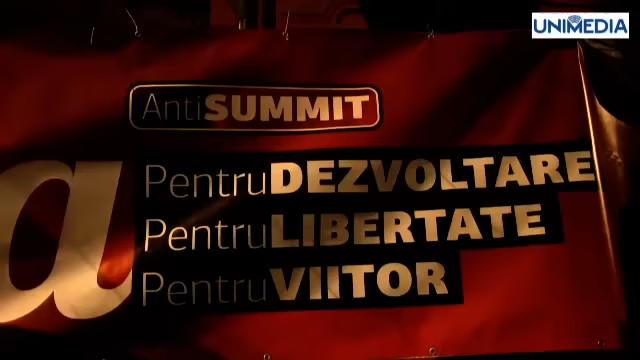 UNIMEDIA
AntiSUMMIT
a
PentruDEZVOLTARE
PentruLIBERTATE
PentruVIITOR